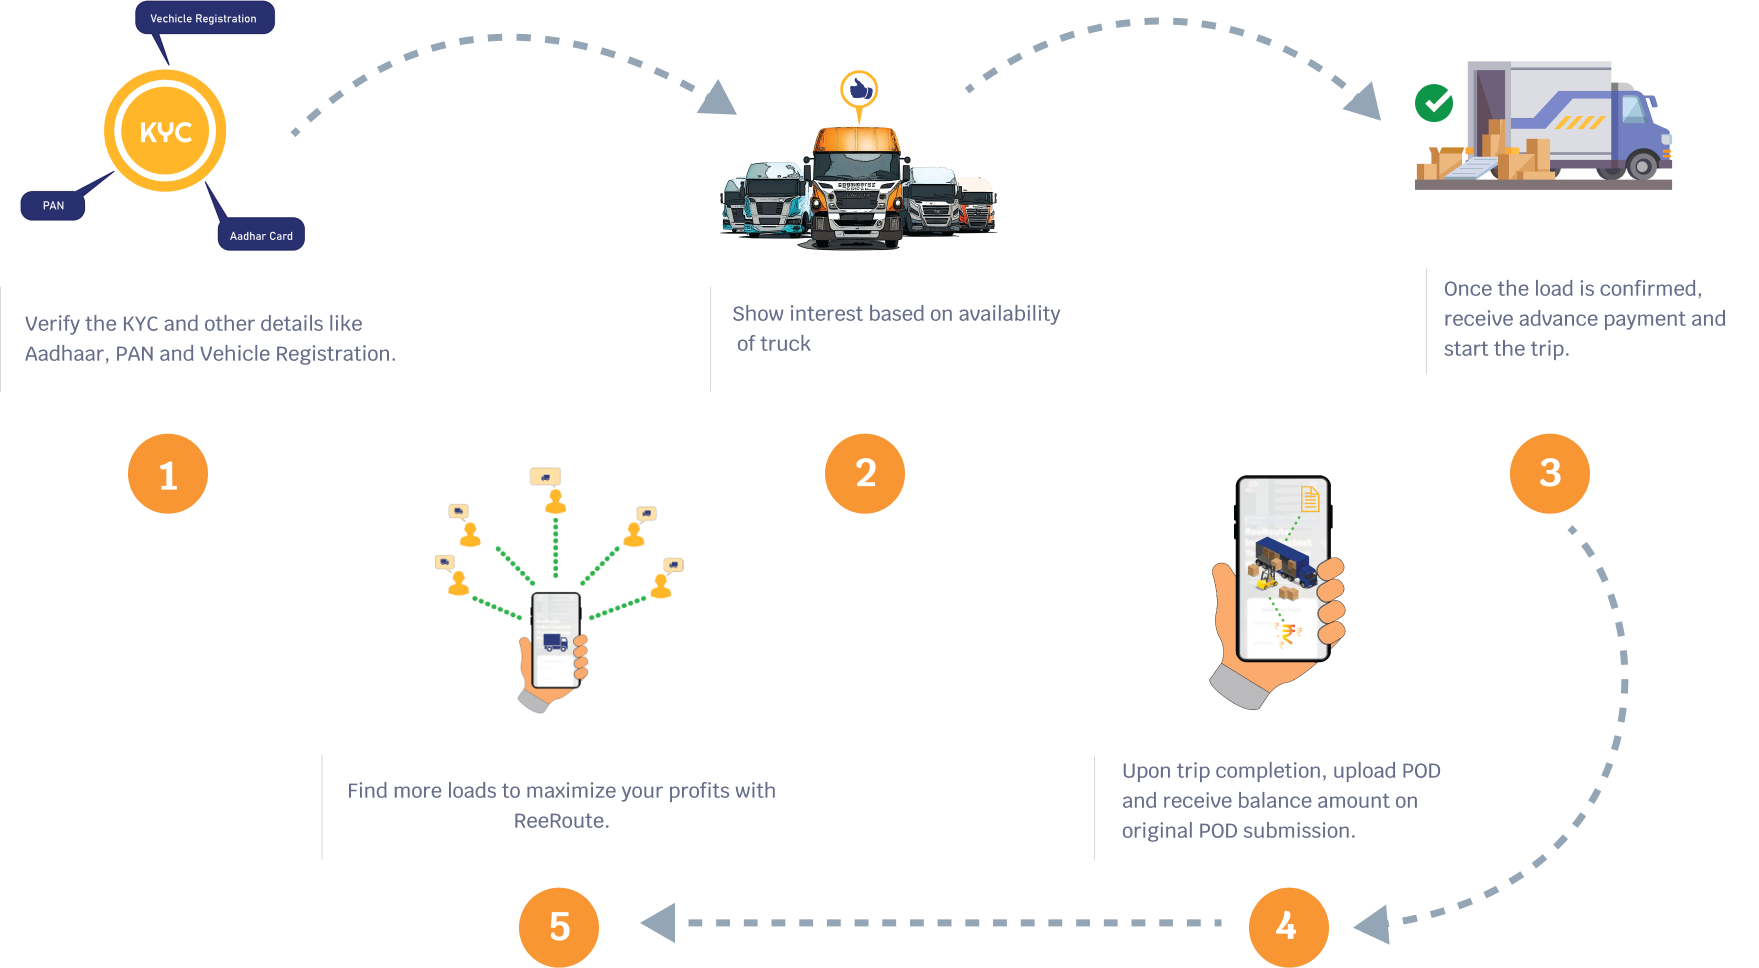 Vechicle Registration
KYC
PAN
Aadhar Card
Verify the KYC and other details like
Aadhaar, PAN and Vehicle Registration.
Show interest based on availability
of truck
Once the load is confirmed,
receive advance payment and
start the trip.
1
2
3
Find more loads to maximize your profits with
ReeRoute.
Upon trip completion, upload POD
and receive balance amount on
original POD submission.
5
4